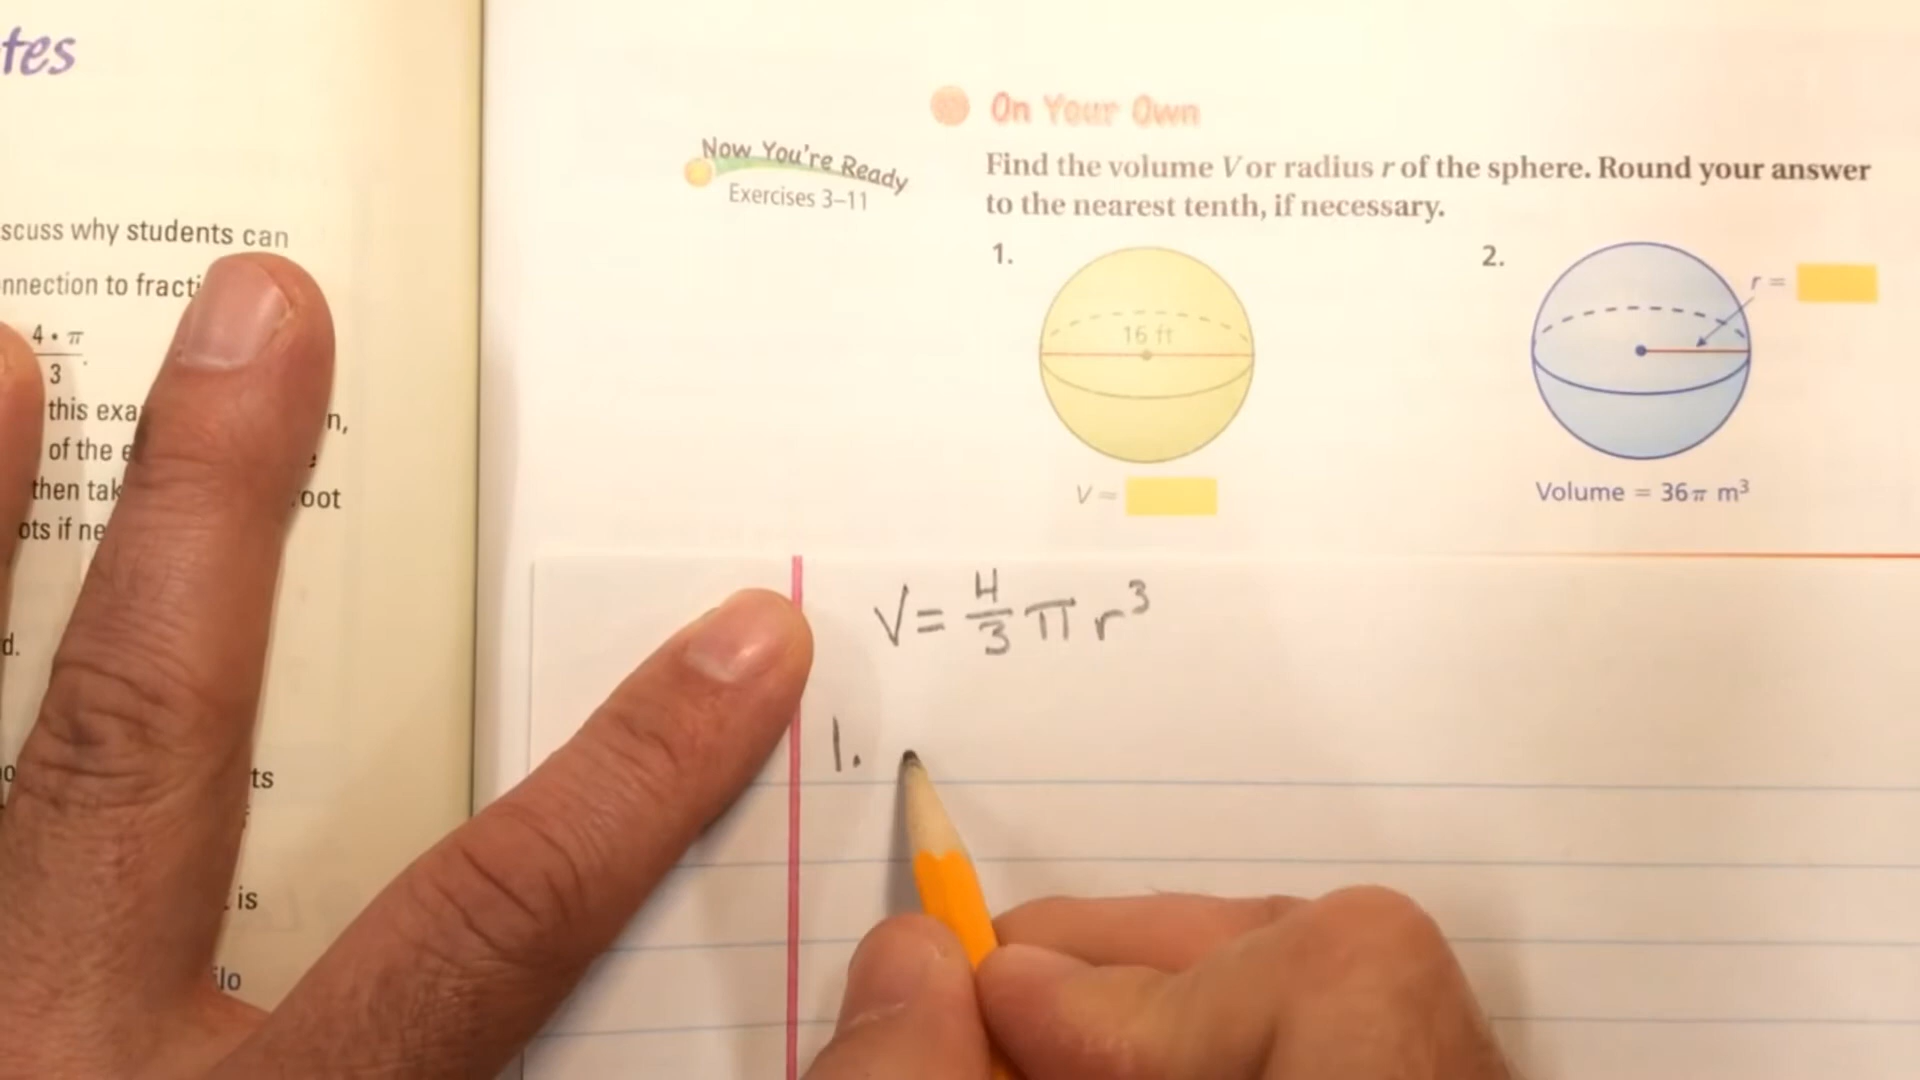 tes
scuss why students can
nnection to fracti
4 • π
3
.
this exa
n,
of the e
then tak
oot
ots if ne
d.
ts
is
lo
On Your Own
Now You're Ready
Exercises 3–11
Find the volume V or radius r of the sphere. Round your answer
to the nearest tenth, if necessary.
1.
16 ft
V =
2.
r =
Volume = 36π m³
V = 4/3 π r³
1.